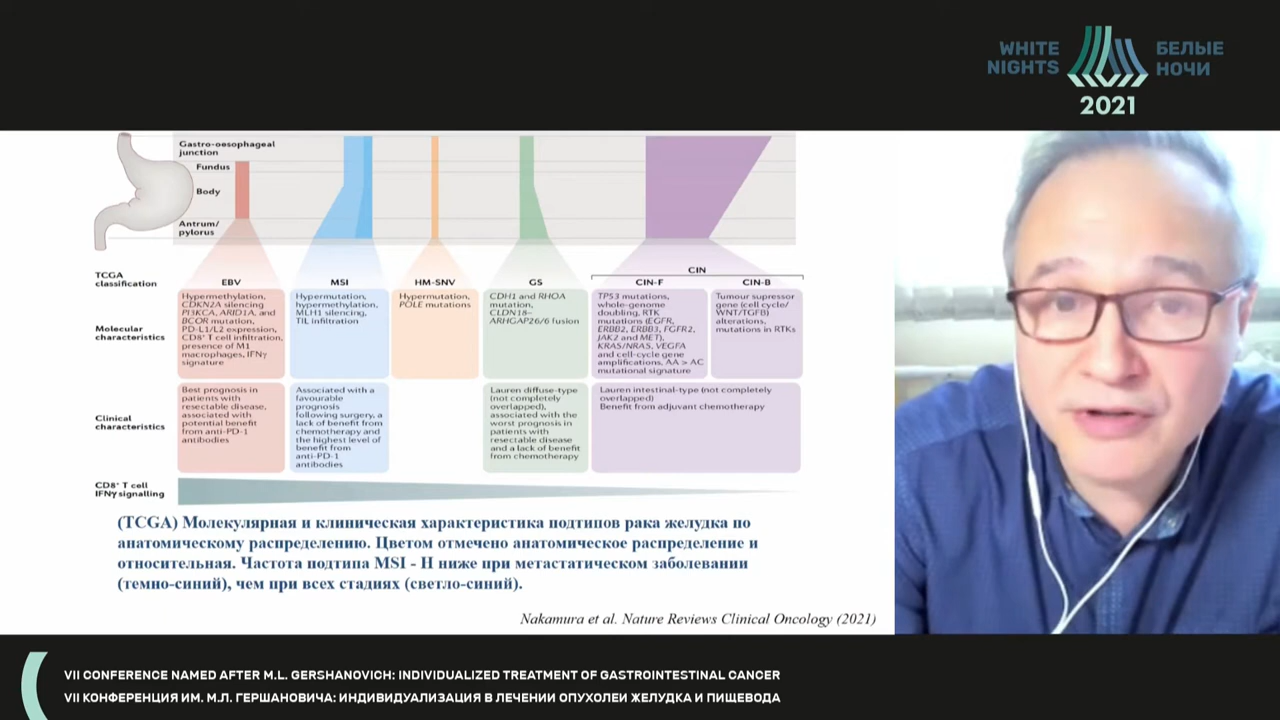 WHITE
NIGHTS
БЕЛЫЕ
НОЧИ
2021
Gastro-oesophageal
junction
Fundus
Body
Antrum/
pylorus
TCGA
classification
EBV
MSI
HM-SNV
GS
CIN
CIN-F
CIN-B
Molecular
characteristics
Hypermethylation,
CDKN2A silencing
PI3KCA, ARID1A, and
BCOR mutation,
PD-L1/L2 expression,
CD8⁺ T cell infiltration,
presence of M1
macrophages, IFNγ
signature
Hypermutation,
hypermethylation,
MLH1 silencing,
TIL infiltration
Hypermutation,
POLE mutations
CDH1 and RHOA
mutation,
CLDN18–
ARHGAP26/6 fusion
TP53 mutations,
whole-genome
doubling, RTK
mutations (EGFR,
ERBB2, ERBB3, FGFR2,
JAK2 and MET),
KRAS/NRAS, VEGFA
and cell-cycle gene
amplifications, AA > AC
mutational signature
Tumour supressor
gene (cell cycle/
WNT/TGFB)
alterations,
mutations in RTKs
Clinical
characteristics
Best prognosis in
patients with
resectable disease,
associated with
potential benefit
from anti-PD-1
antibodies
Associated with a
favourable
prognosis
following surgery, a
lack of benefit from
chemotherapy and
the highest level of
benefit from
anti-PD-1
antibodies
Lauren diffuse-type
(not completely
overlapped),
associated with the
worst prognosis in
patients with
resectable disease
and a lack of benefit
from chemotherapy
Lauren intestinal-type (not completely
overlapped)
Benefit from adjuvant chemotherapy
CD8⁺ T cell
IFNγ signalling
(TCGA) Молекулярная и клиническая характеристика подтипов рака желудка по
анатомическому распределению. Цветом отмечено анатомическое распределение и
относительная. Частота подтипа MSI - H ниже при метастатическом заболевании
(темно-синий), чем при всех стадиях (светло-синий).
Nakamura et al. Nature Reviews Clinical Oncology (2021)
VII CONFERENCE NAMED AFTER M.L. GERSHANOVICH: INDIVIDUALIZED TREATMENT OF GASTROINTESTINAL CANCER
VII КОНФЕРЕНЦИЯ ИМ. М.Л. ГЕРШАНОВИЧА: ИНДИВИДУАЛИЗАЦИЯ В ЛЕЧЕНИИ ОПУХОЛЕИ ЖЕЛУДКА И ПИЩЕВОДА